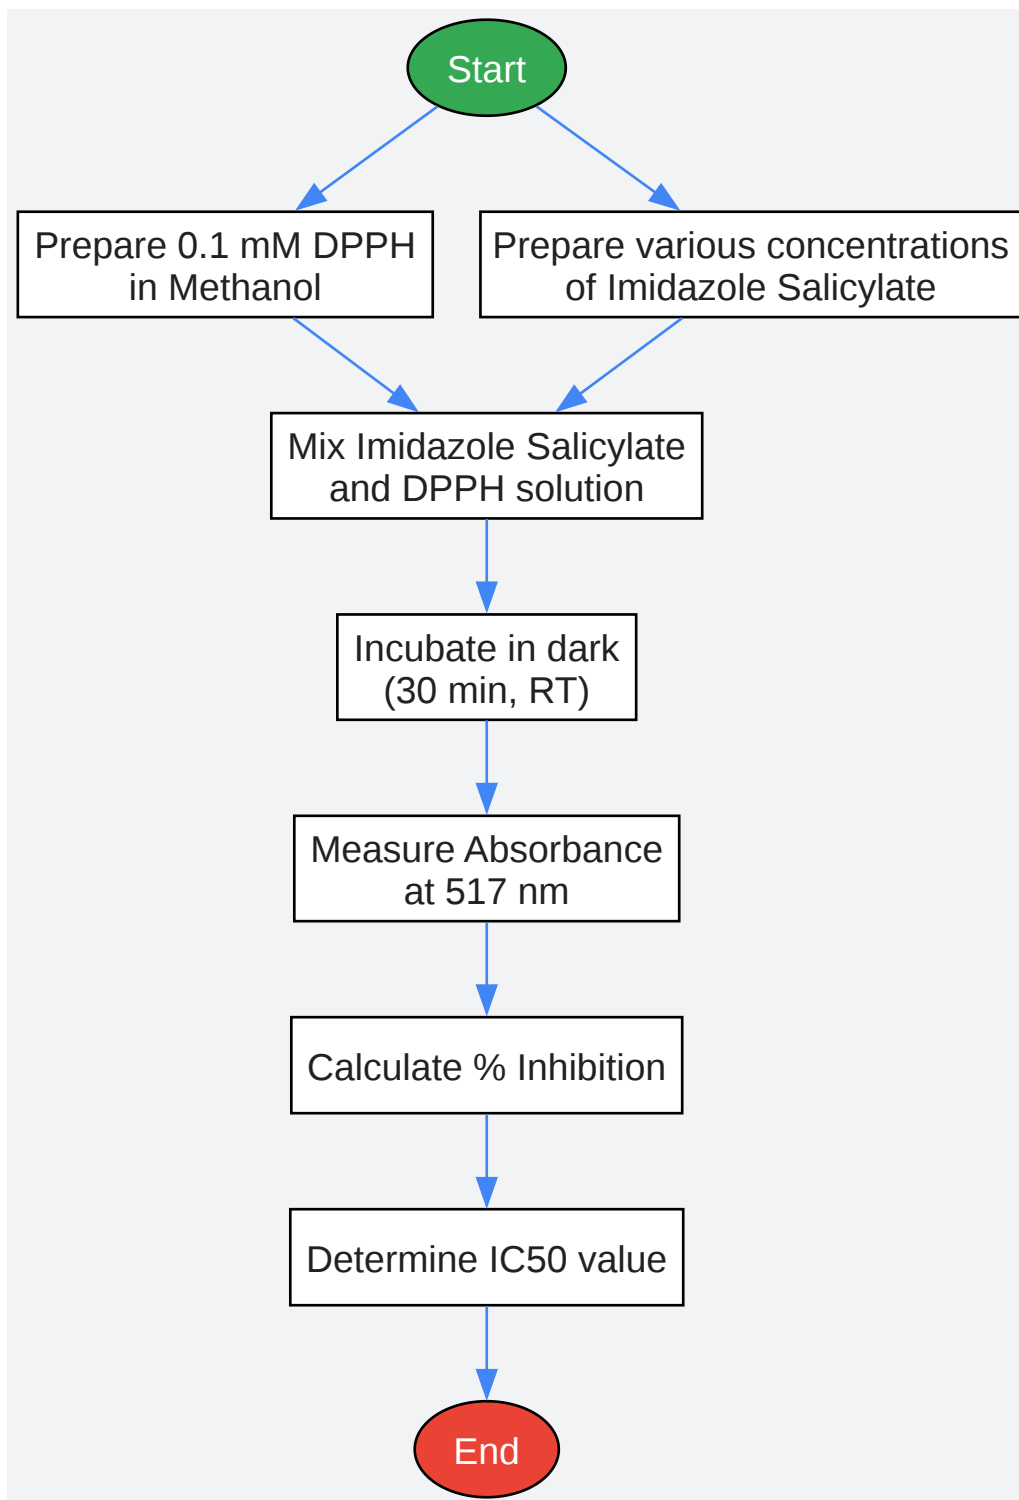 Start
Prepare 0.1 mM DPPH
in Methanol
Prepare various concentrations
of Imidazole Salicylate
Mix Imidazole Salicylate
and DPPH solution
Incubate in dark
(30 min, RT)
Measure Absorbance
at 517 nm
Calculate % Inhibition
Determine IC50 value
End